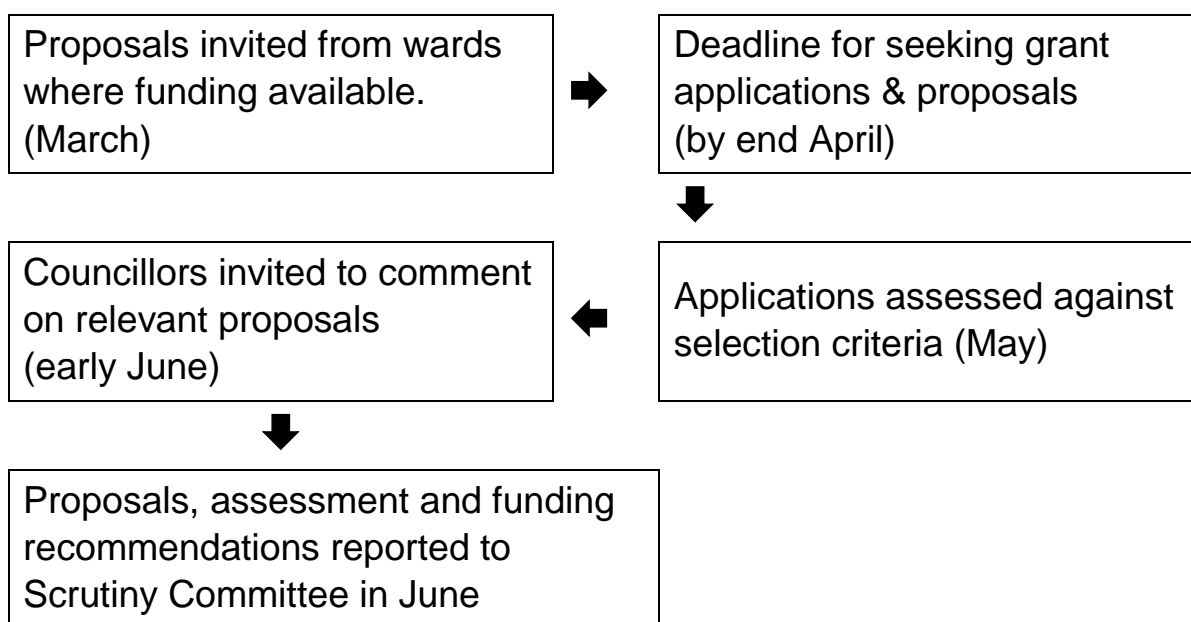 Proposals invited from wards
where funding available.
(March)
Deadline for seeking grant
applications & proposals
(by end April)
Applications assessed against
selection criteria (May)
Councillors invited to comment
on relevant proposals
(early June)
Proposals, assessment and funding
recommendations reported to
Scrutiny Committee in June